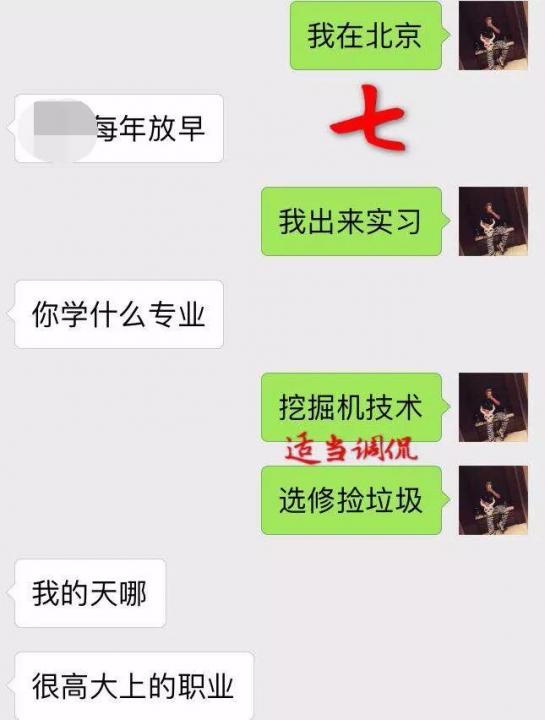 我在北京
七
每年放早
我出来实习
你学什么专业
挖掘机技术
适当调侃
选修捡垃圾
我的天哪
很高大上的职业